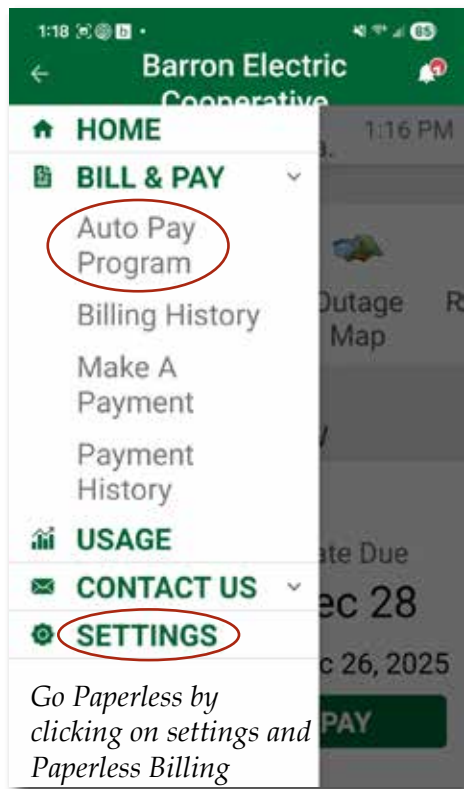 1:18
65
Barron Electric
Cooperative
HOME
1:16 PM
a.
BILL & PAY
Auto Pay
Program
Outage
Map
R
Billing History
Make A
Payment
Payment
History
USAGE
ate Due
CONTACT US
ec 28
SETTINGS
c 26, 2025
PAY
Go Paperless by
clicking on settings and
Paperless Billing